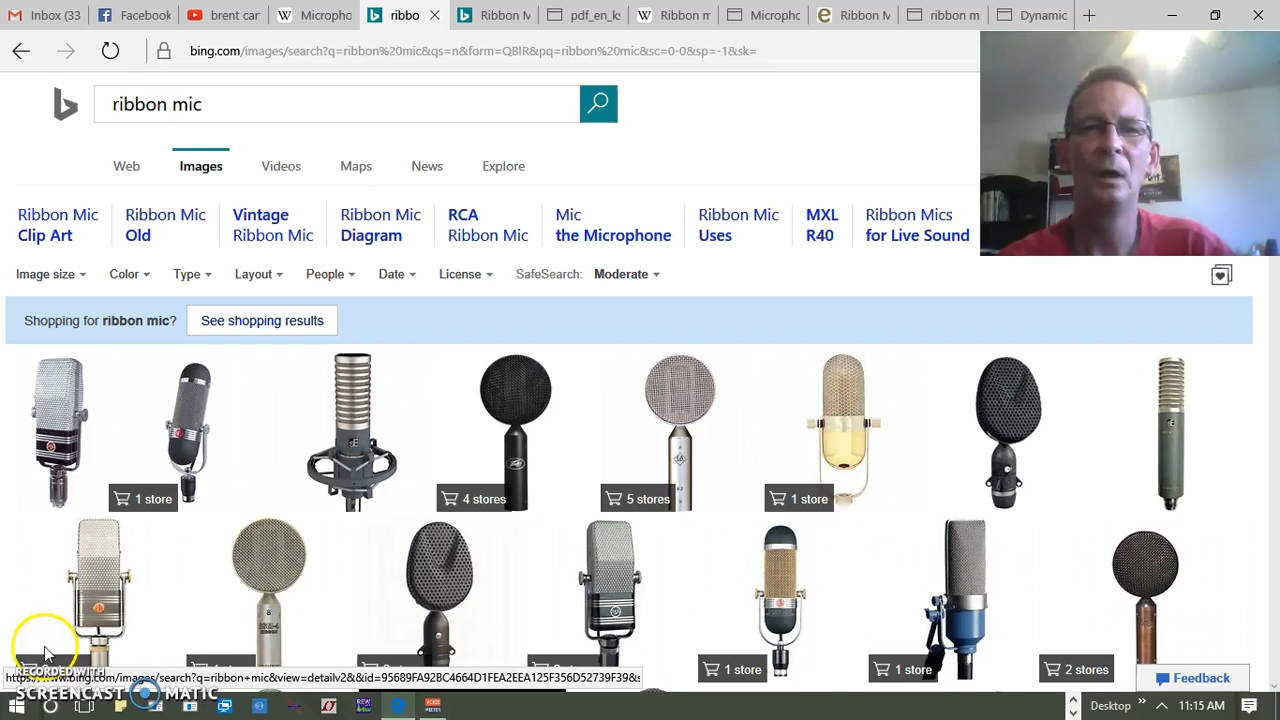 Inbox (33
Facebook
brent car
Micropho
ribbo
Ribbon M
pdf_en_k
Ribbon m
Micropho
Ribbon M
ribbon m
Dynamic
bing.com/images/search?q=ribbon%20mic&qs=n&form=QBIR&pq=ribbon%20mic&sc=0-0&sp=-1&sk=
ribbon mic
Web Images Videos Maps News Explore
Ribbon Mic Clip Art
Ribbon Mic Old
Vintage Ribbon Mic
Ribbon Mic Diagram
RCA Ribbon Mic
Mic the Microphone
Ribbon Mic Uses
MXL R40
Ribbon Mics for Live Sound
Image size Color Type Layout People Date License SafeSearch: Moderate
Shopping for ribbon mic? See shopping results
1 store
4 stores
5 stores
1 store
1 store
1 store
2 stores
RECORDED WITH
SCREENCAST MATIC
Feedback
Desktop
11:15 AM